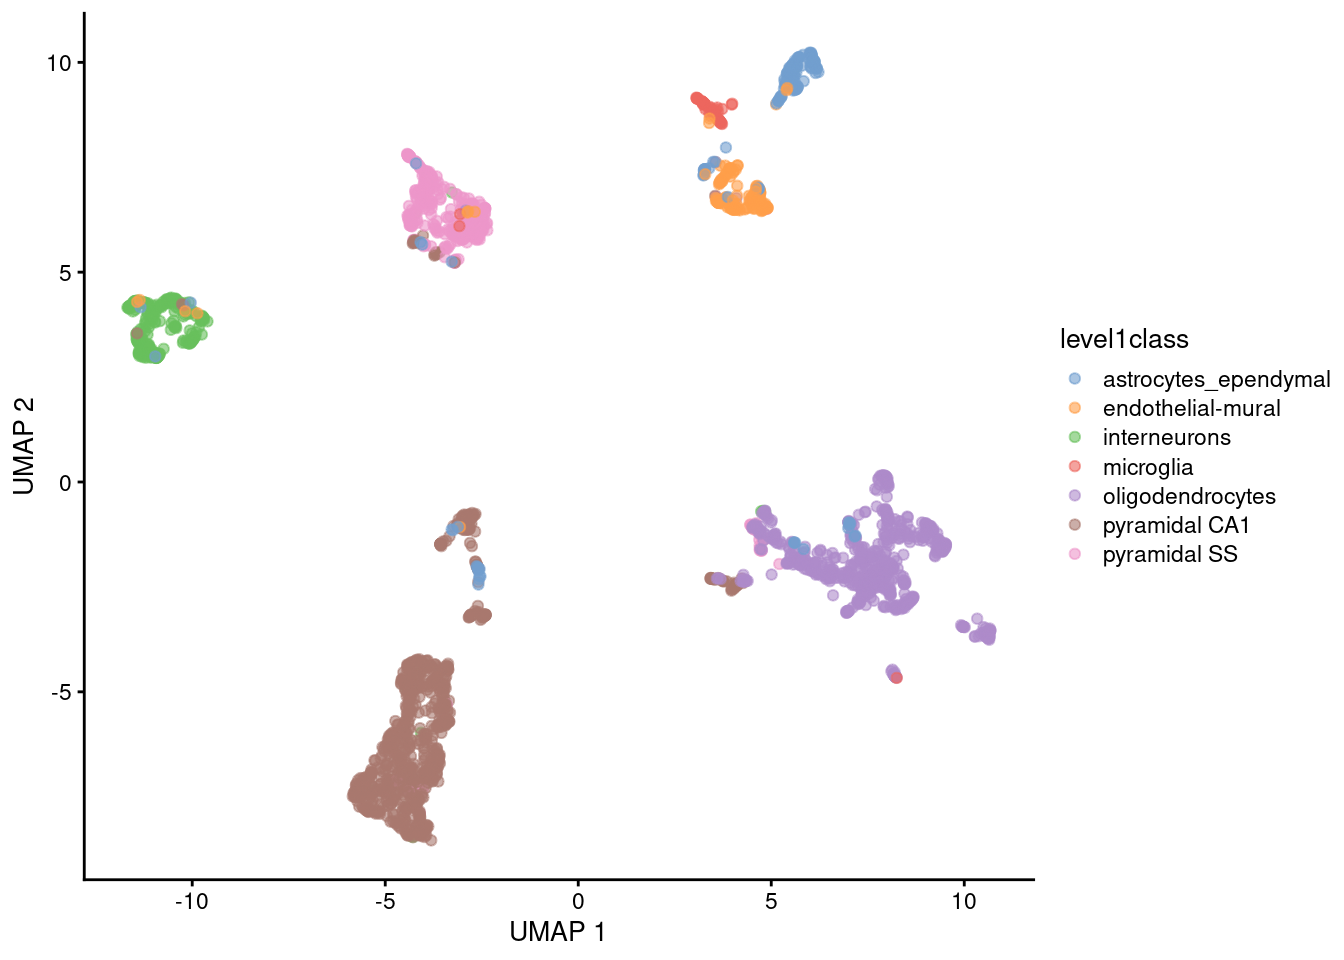 10
5
0
-5
UMAP 2
-10
-5
0
5
10
UMAP 1
level1class
astrocytes_ependymal
endothelial-mural
interneurons
microglia
oligodendrocytes
pyramidal CA1
pyramidal SS